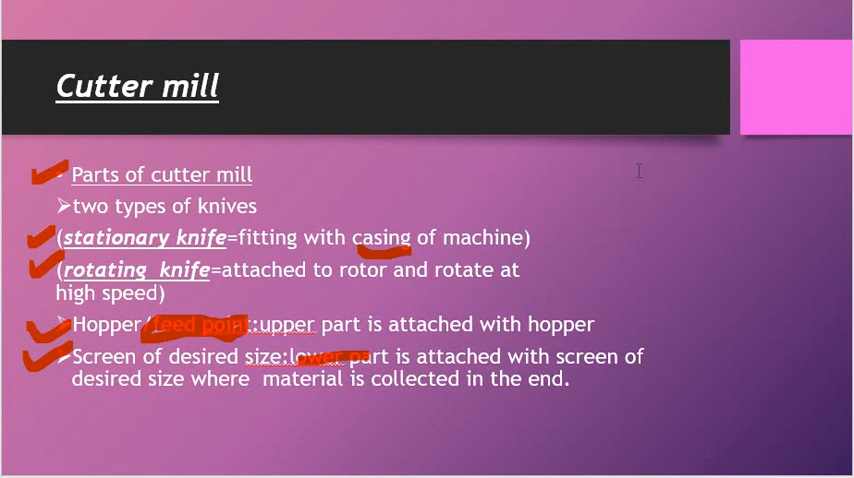 Cutter mill
Parts of cutter mill
➢two types of knives
(stationary knife=fitting with casing of machine)
(rotating knife=attached to rotor and rotate at
high speed)
➢Hopper/feed point:upper part is attached with hopper
➢Screen of desired size:lower part is attached with screen of
desired size where material is collected in the end.